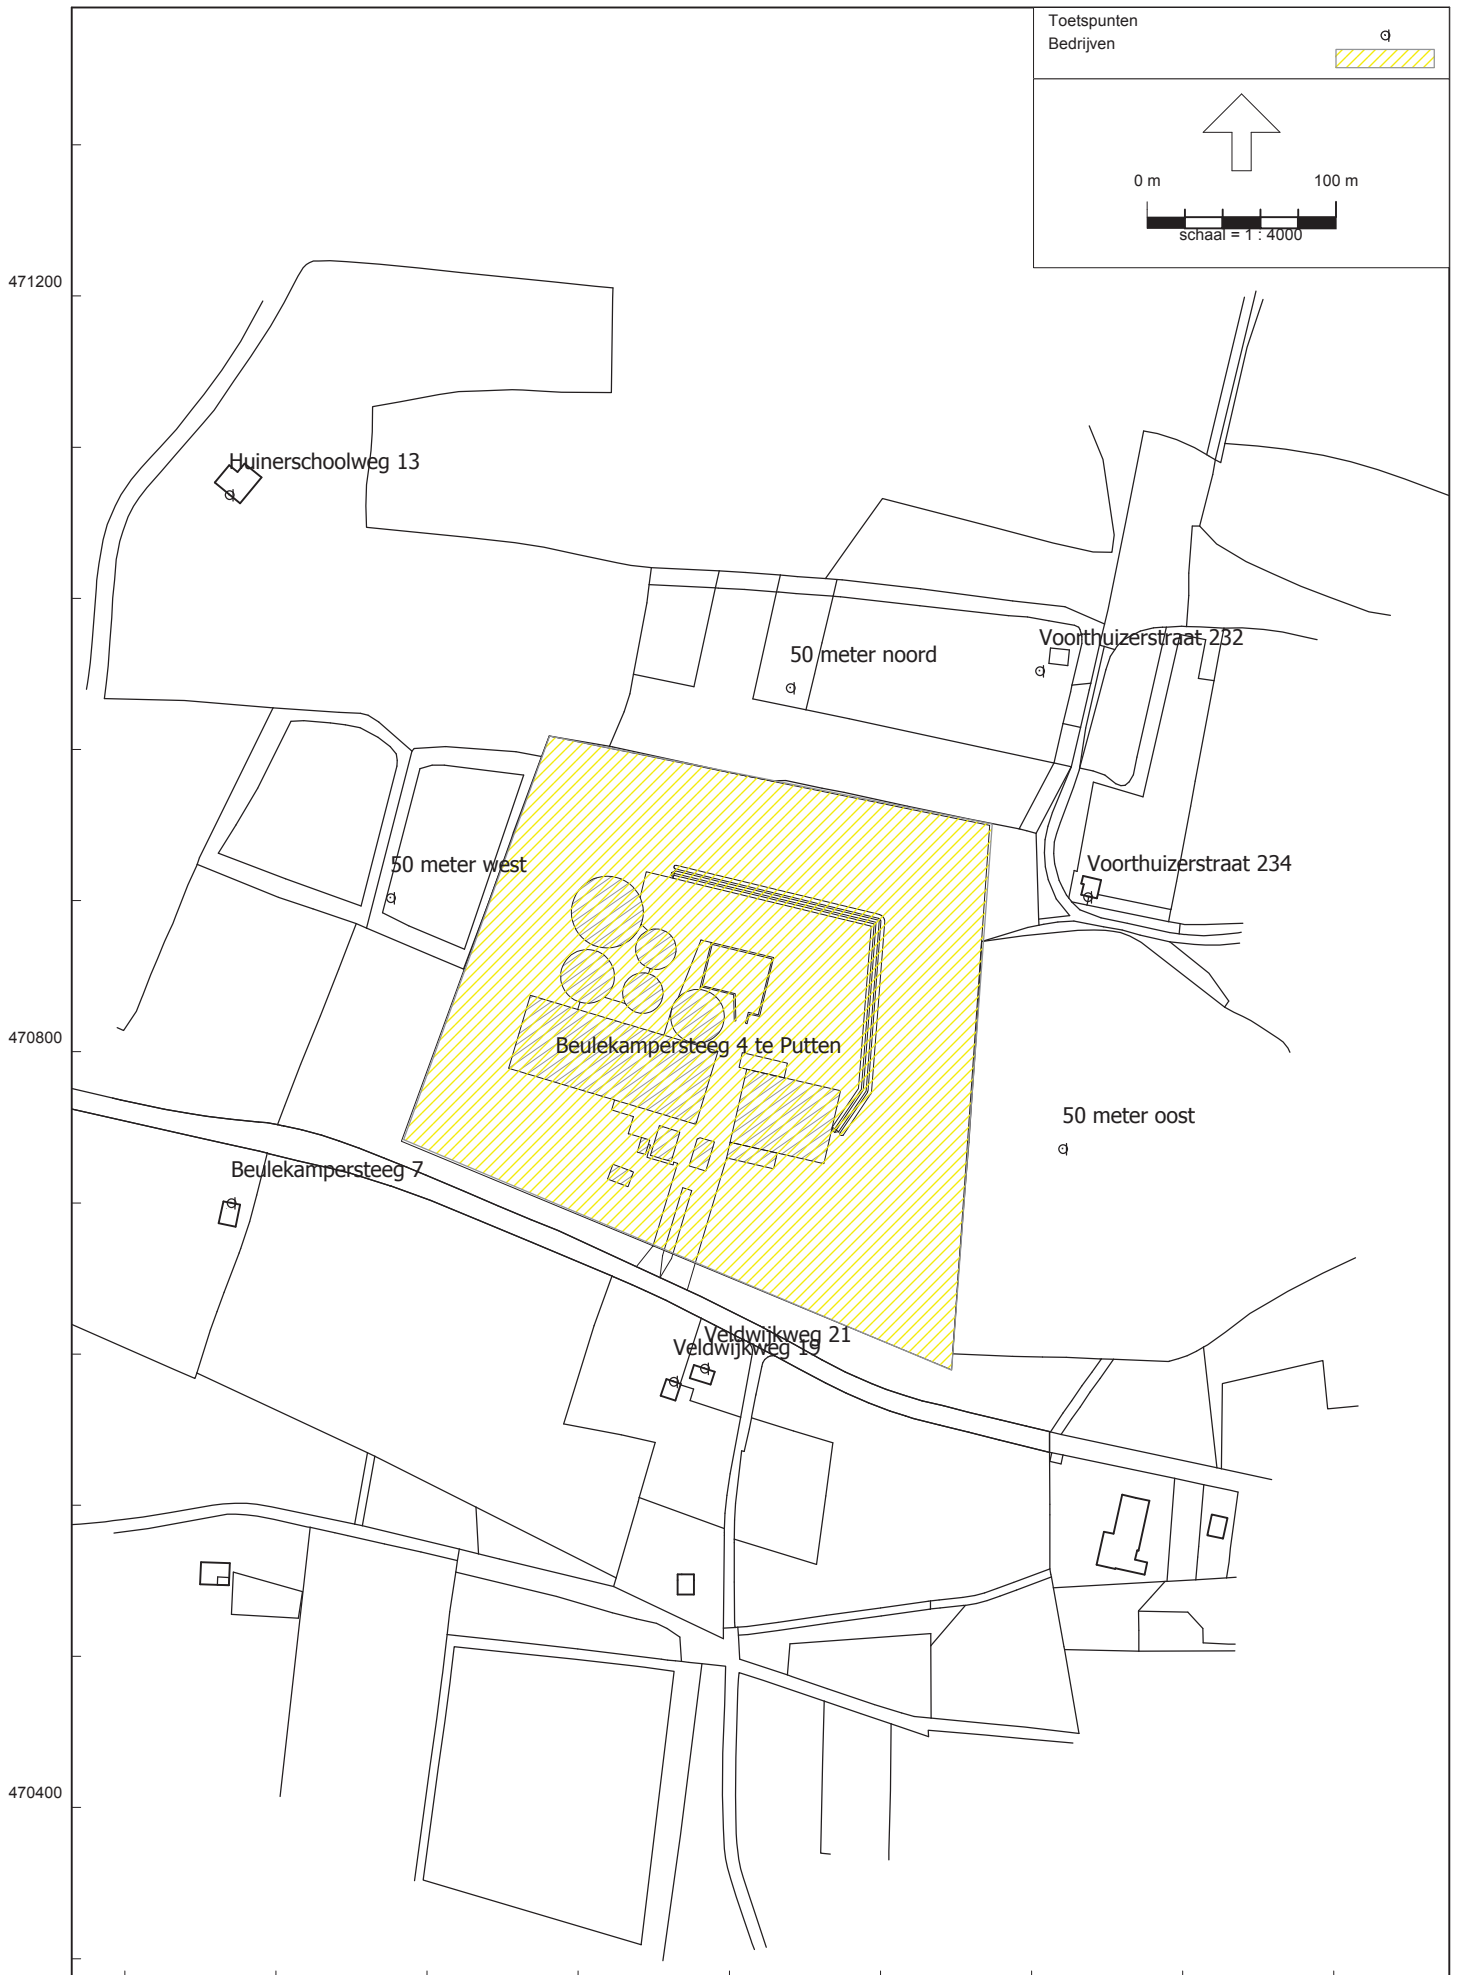 Toetspunten
Bedrijven
0 m 100 m
schaal = 1 : 4000
471200
Huinerschoolweg 13
Voorthuizerstraat 232
50 meter noord
50 meter west
Voorthuizerstraat 234
470800
Beulekampersteeg 4 te Putten
50 meter oost
Beulekampersteeg 7
Veldwijkweg 21
Veldwijkweg 19
470400